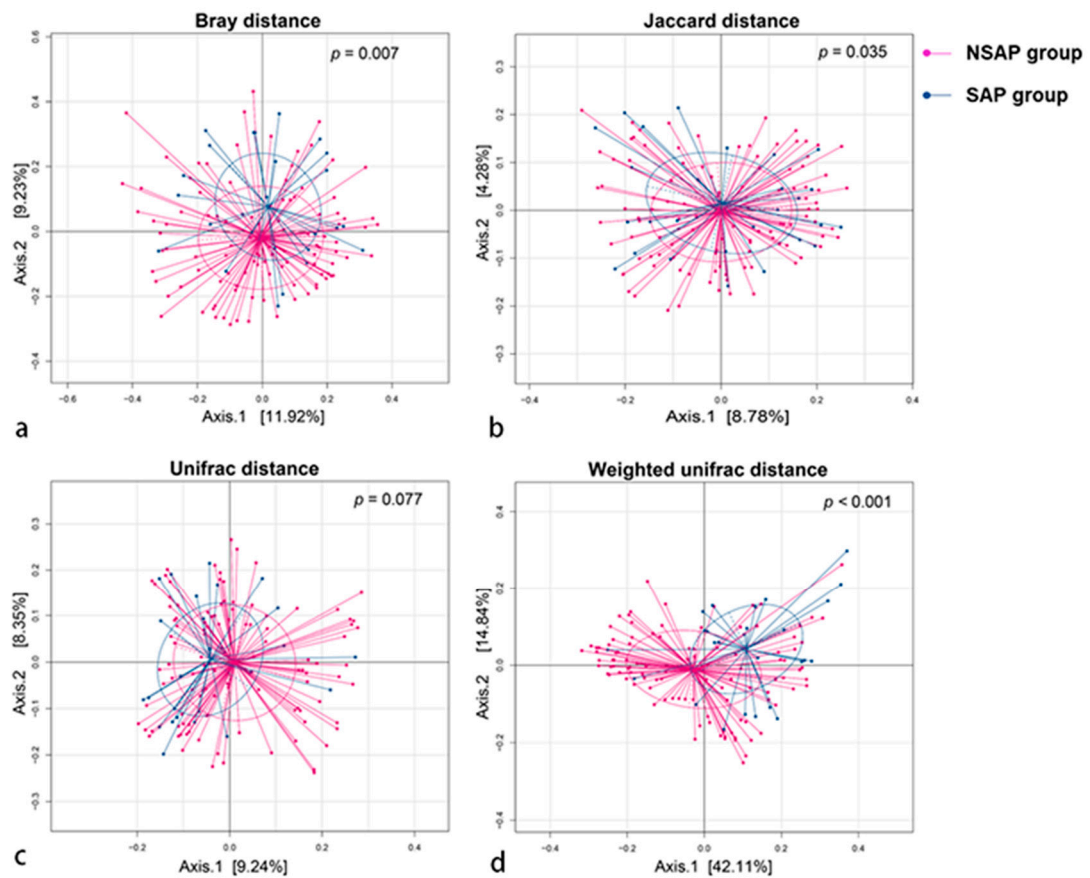 Bray distance
p = 0.007
0.6
0.4
0.2
0.0
−0.2
−0.4
Axis.2 [9.23%]
−0.6
−0.4
−0.2
0.0
0.2
0.4
Axis.1 [11.92%]
a
Jaccard distance
p = 0.035
0.3
0.2
0.1
0.0
−0.1
−0.2
−0.3
Axis.2 [4.28%]
−0.4
−0.2
0.0
0.2
0.4
Axis.1 [8.78%]
b
NSAP group
SAP group
Unifrac distance
p = 0.077
0.3
0.2
0.1
0.0
−0.1
−0.2
−0.3
Axis.2 [8.35%]
−0.2
0.0
0.2
0.4
Axis.1 [9.24%]
c
Weighted unifrac distance
p < 0.001
0.4
0.2
0.0
−0.2
−0.4
Axis.2 [14.84%]
−0.4
−0.2
0.0
0.2
0.4
Axis.1 [42.11%]
d